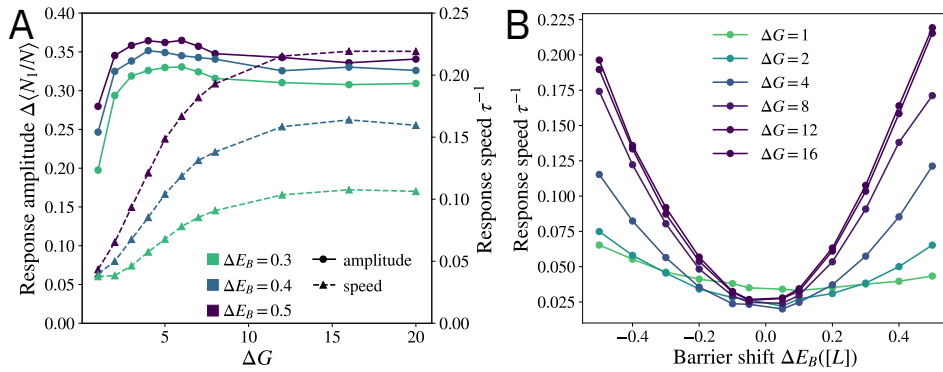 A
Response amplitude Δ⟨N₁/N⟩
0.40
0.35
0.30
0.25
0.20
0.15
0.10
0.05
0.00
5
10
15
20
ΔG
0.25
0.20
0.15
0.10
0.05
0.00
Response speed τ⁻¹
ΔE_B = 0.3
ΔE_B = 0.4
ΔE_B = 0.5
amplitude
speed
B
Response speed τ⁻¹
0.225
0.200
0.175
0.150
0.125
0.100
0.075
0.050
0.025
−0.4
−0.2
0.0
0.2
0.4
Barrier shift ΔE_B([L])
ΔG = 1
ΔG = 2
ΔG = 4
ΔG = 8
ΔG = 12
ΔG = 16